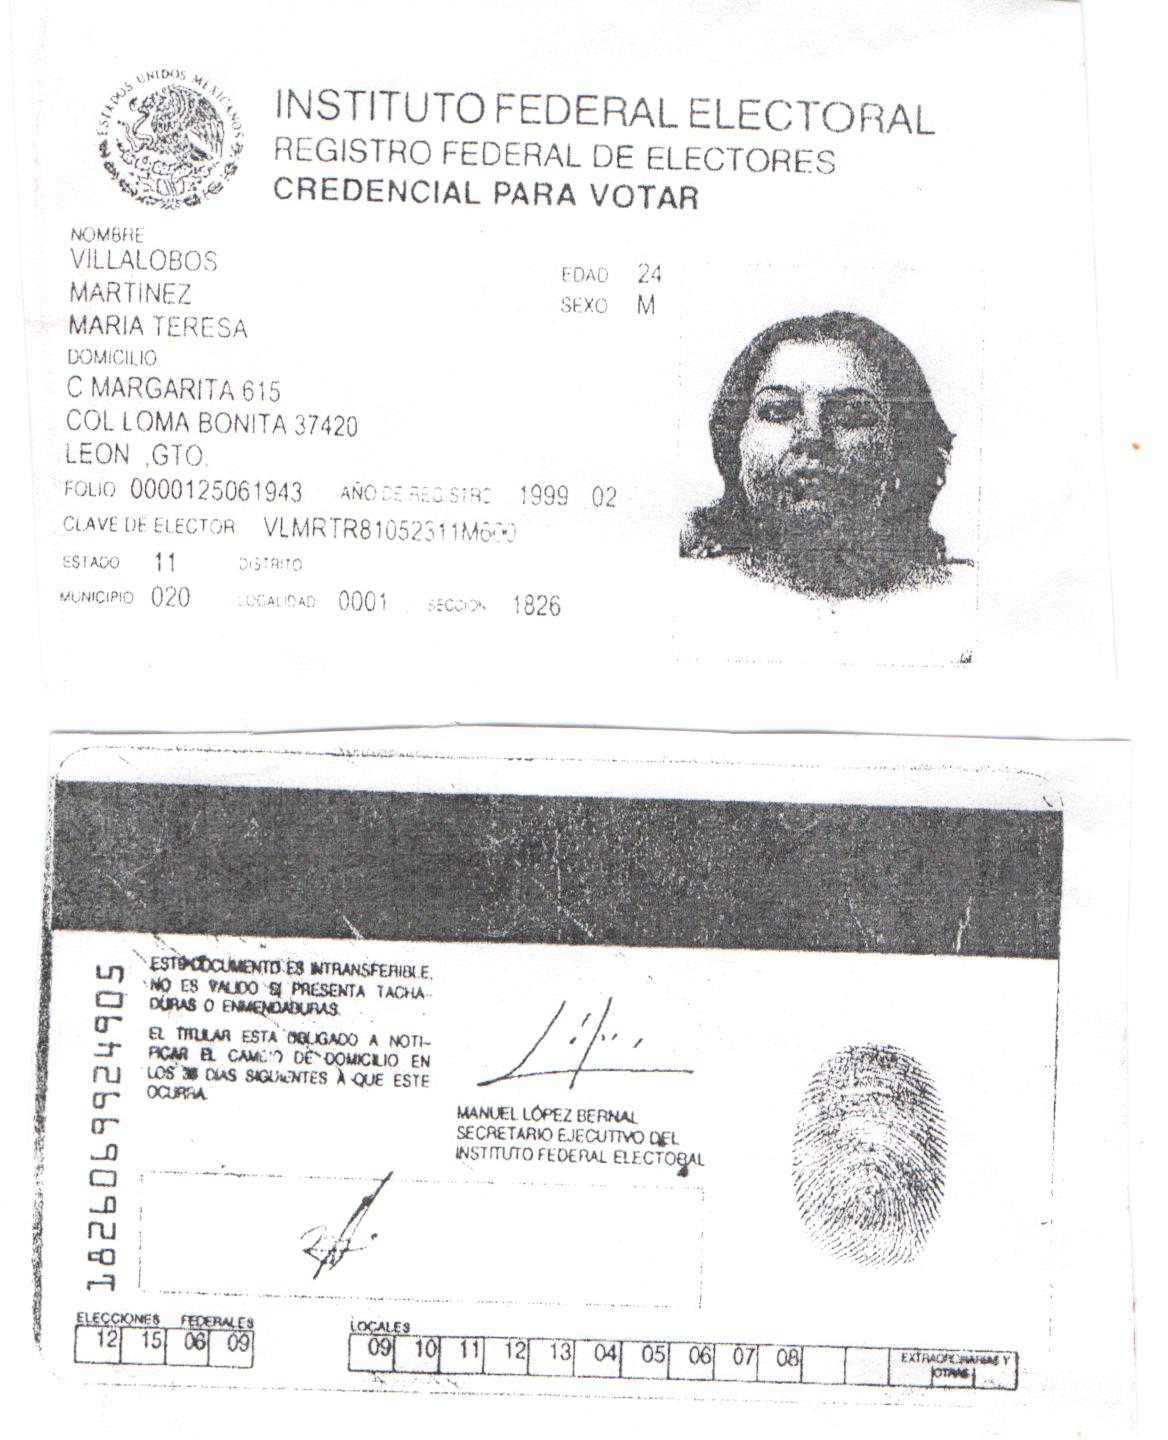 ESTADOS UNIDOS MEXICANOS
INSTITUTO FEDERAL ELECTORAL
REGISTRO FEDERAL DE ELECTORES
CREDENCIAL PARA VOTAR
NOMBRE
VILLALOBOS
MARTINEZ
MARIA TERESA
EDAD 24
SEXO M
DOMICILIO
C MARGARITA 615
COL LOMA BONITA 37420
LEON ,GTO.
FOLIO 0000125061943 AÑO DE REGISTRO 1999 02
CLAVE DE ELECTOR
ESTADO 11 DISTRITO
MUNICIPIO 020 LOCALIDAD 0001 SECCION 1826
ESTE DOCUMENTO ES INTRANSFERIBLE.
NO ES VALIDO SI PRESENTA TACHA-
DURAS O ENMENDADURAS.
EL TITULAR ESTA OBLIGADO A NOTI-
FICAR EL CAMBIO DE DOMICILIO EN
LOS DIAS SIGUIENTES A QUE ESTE
OCURRA.
1826069924905
MANUEL LÓPEZ BERNAL
SECRETARIO EJECUTIVO DEL
INSTITUTO FEDERAL ELECTORAL
ELECCIONES FEDERALES
12 15 06 09
LOCALES
09 10 11 12 13 04 05 06 07 08
EXTRAORDINARIAS Y
OTRAS